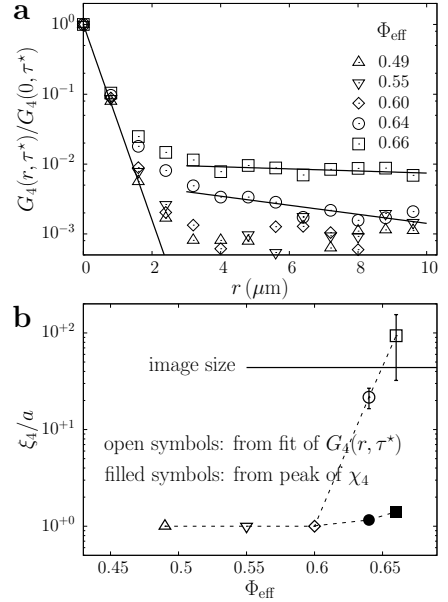 a
G₄(r, τ⋆)/G₄(0, τ⋆)
10⁰
10⁻¹
10⁻²
10⁻³
Φeff
0.49
0.55
0.60
0.64
0.66
0 2 4 6 8 10
r (μm)
b
ξ₄/a
10⁺²
10⁺¹
10⁺⁰
image size
open symbols: from fit of G₄(r, τ⋆)
filled symbols: from peak of χ₄
0.45 0.5 0.55 0.6 0.65 0.7
Φeff